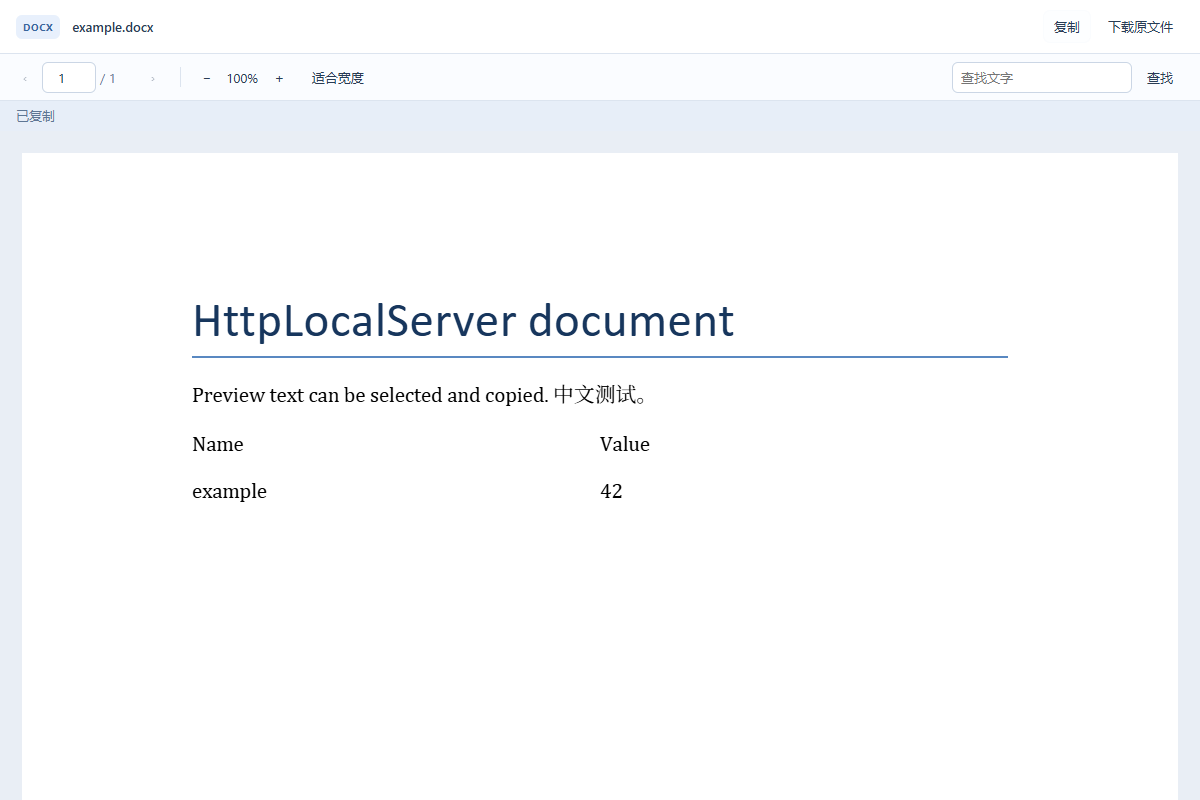 DOCX example.docx 复制 下载原文件
‹ 1 / 1 › − 100% + 适合宽度 查找文字 查找
已复制
HttpLocalServer document
Preview text can be selected and copied. 中文测试。
Name Value
example 42